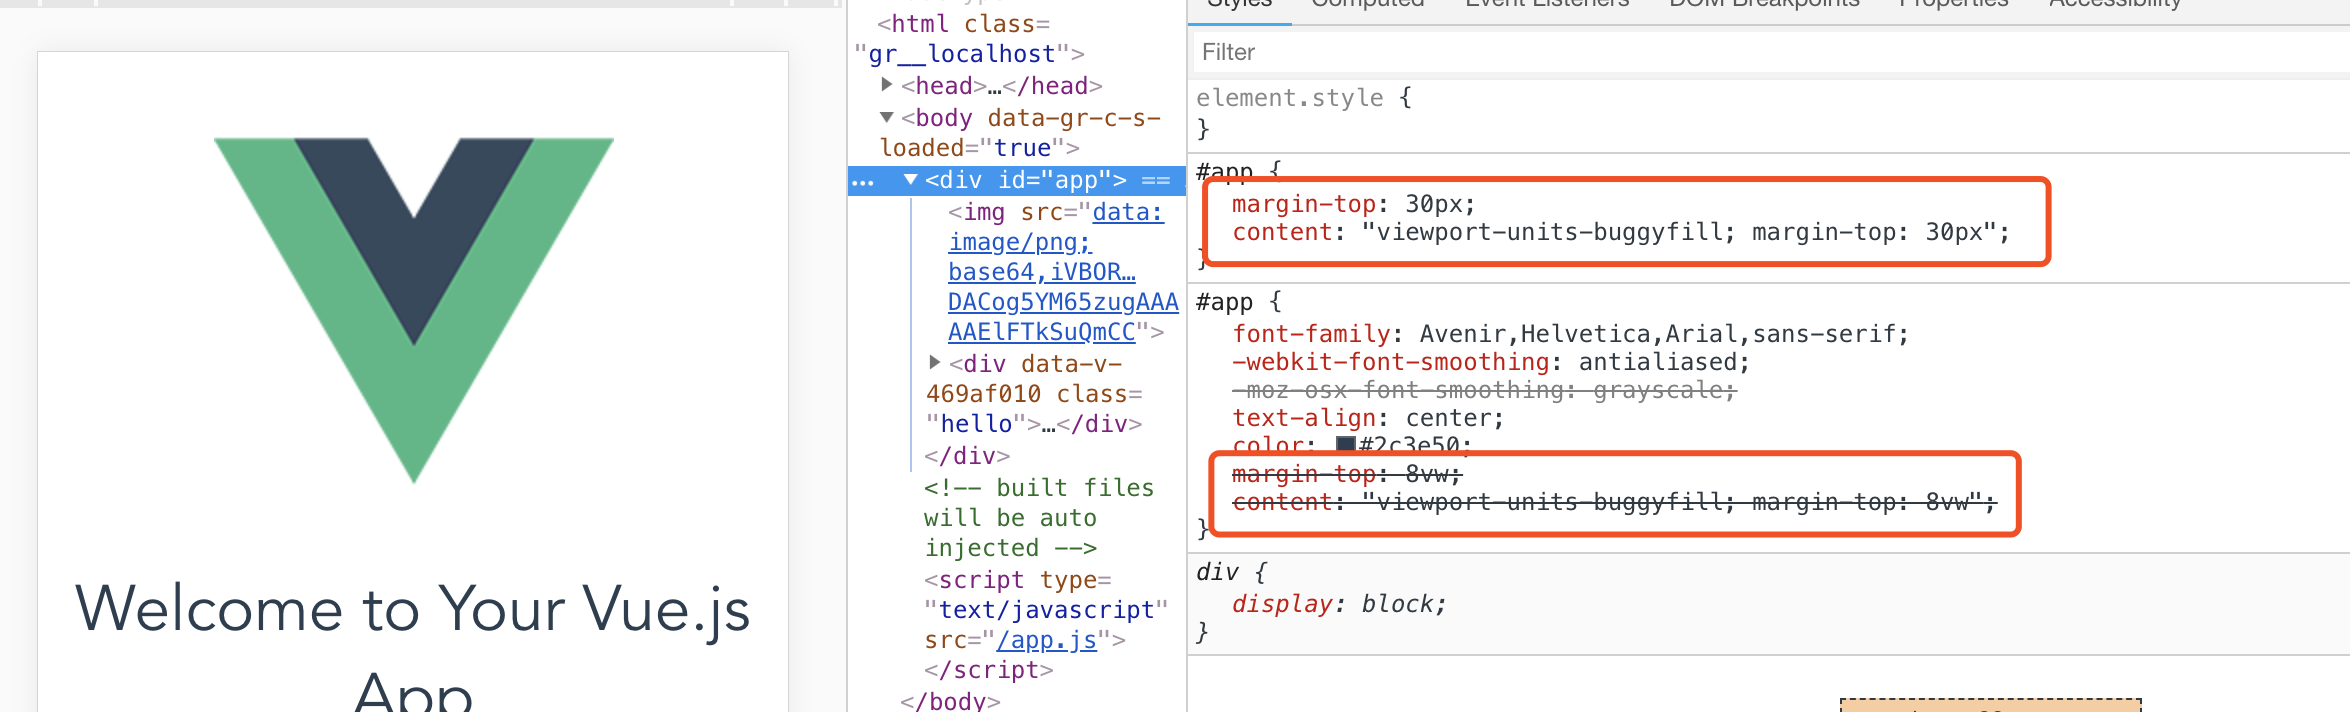 Welcome to Your Vue.js
App
<html class=
"gr__localhost">
<head>…</head>
<body data-gr-c-s-
loaded="true">
… <div id="app"> ==
<img src="data:
image/png;
base64,iVBOR…
DACog5YM65zugAAA
AAElFTkSuQmCC">
<div data-v-
469af010 class=
"hello">…</div>
</div>
<!-- built files
will be auto
injected -->
<script type=
"text/javascript"
src="/app.js">
</script>
</body>
Styles Computed Event Listeners DOM Breakpoints Properties Accessibility
Filter
element.style {
}
#app {
margin-top: 30px;
content: "viewport-units-buggyfill; margin-top: 30px";
}
#app {
font-family: Avenir,Helvetica,Arial,sans-serif;
-webkit-font-smoothing: antialiased;
-moz-osx-font-smoothing: grayscale;
text-align: center;
color: #2c3e50;
margin-top: 8vw;
content: "viewport-units-buggyfill; margin-top: 8vw";
}
div {
display: block;
}